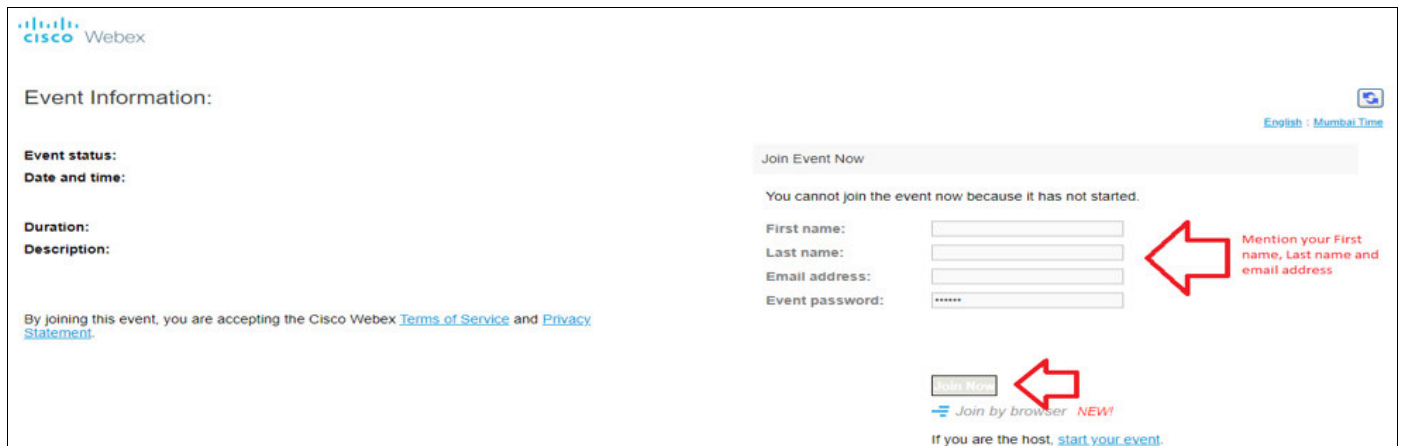 CISCO Webex
Event Information:
English : Mumbai Time
Event status:
Date and time:
Duration:
Description:
By joining this event, you are accepting the Cisco Webex Terms of Service and Privacy
Statement.
Join Event Now
You cannot join the event now because it has not started.
First name:
Last name:
Email address:
Event password: ••••••
Mention your First
name, Last name and
email address
Join Now
Join by browser NEW!
If you are the host, start your event.